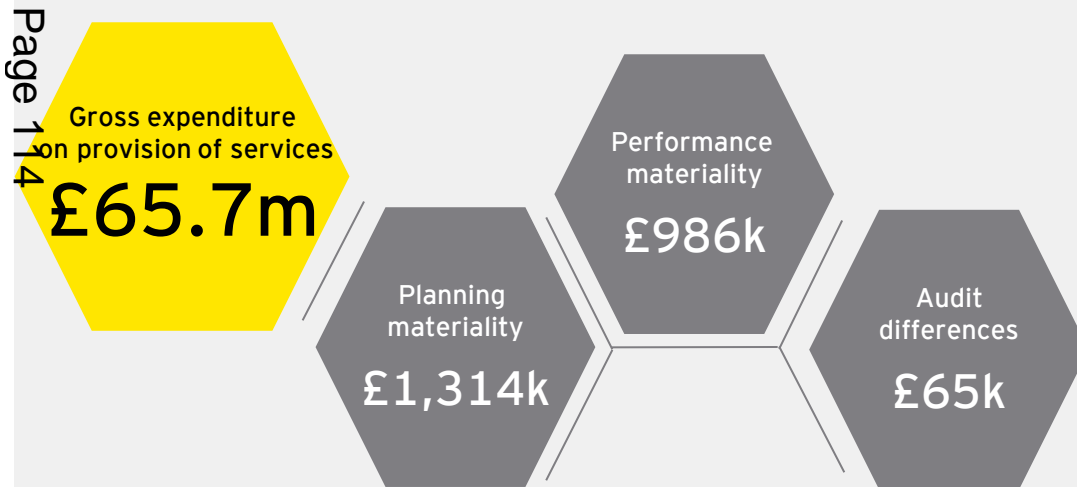 Page 114
Gross expenditure
on provision of services
£65.7m
Planning
materiality
£1,314k
Performance
materiality
£986k
Audit
differences
£65k